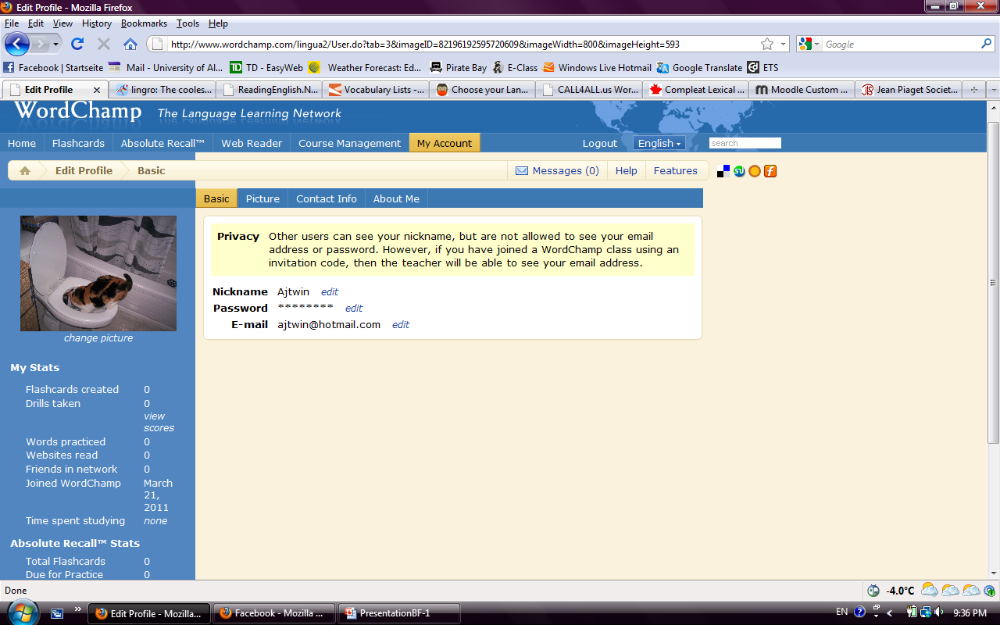 Edit Profile - Mozilla Firefox
File Edit View History Bookmarks Tools Help
http://www.wordchamp.com/lingua2/User.do?tab=3&imageID=82196192595720609&imageWidth=800&imageHeight=593
Google
Facebook | Startseite Mail - University of Al... TD - EasyWeb Weather Forecast: Ed... Pirate Bay E-Class Windows Live Hotmail Google Translate ETS
Edit Profile lingro: The cooles... ReadingEnglish.N... Vocabulary Lists -... Choose your Lan... CALL4ALL.us Wor... Compleat Lexical ... Moodle Custom ... Jean Piaget Societ...
WordChamp The Language Learning Network
Home Flashcards Absolute Recall™ Web Reader Course Management My Account Logout English search
Edit Profile Basic Messages (0) Help Features
Basic Picture Contact Info About Me
Privacy Other users can see your nickname, but are not allowed to see your email
address or password. However, if you have joined a WordChamp class using an
invitation code, then the teacher will be able to see your email address.
Nickname Ajtwin edit
Password ******** edit
E-mail ajtwin@hotmail.com edit
change picture
My Stats
Flashcards created 0
Drills taken 0
view
scores
Words practiced 0
Websites read 0
Friends in network 0
Joined WordChamp March
21,
2011
Time spent studying none
Absolute Recall™ Stats
Total Flashcards 0
Due for Practice 0
Done -4.0°C
Edit Profile - Mozilla... Facebook - Mozilla ... PresentationBF-1 EN 9:36 PM